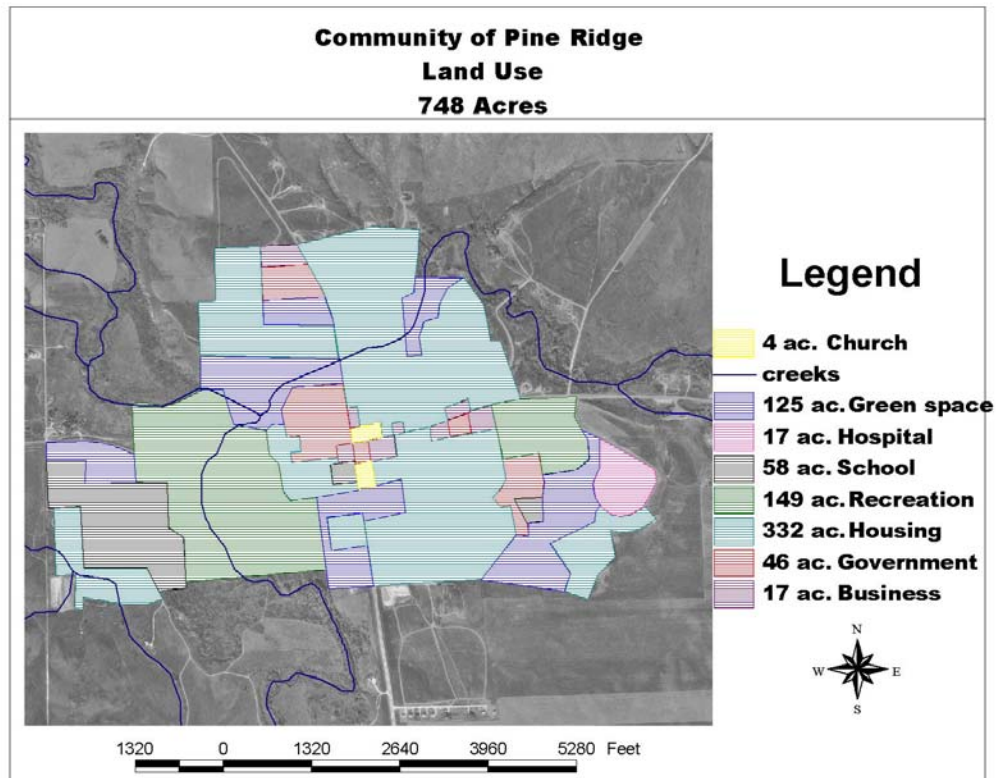 Community of Pine Ridge
Land Use
748 Acres
Legend
4 ac. Church
creeks
125 ac. Green space
17 ac. Hospital
58 ac. School
149 ac. Recreation
332 ac. Housing
46 ac. Government
17 ac. Business
N
W E
S
1320 0 1320 2640 3960 5280 Feet